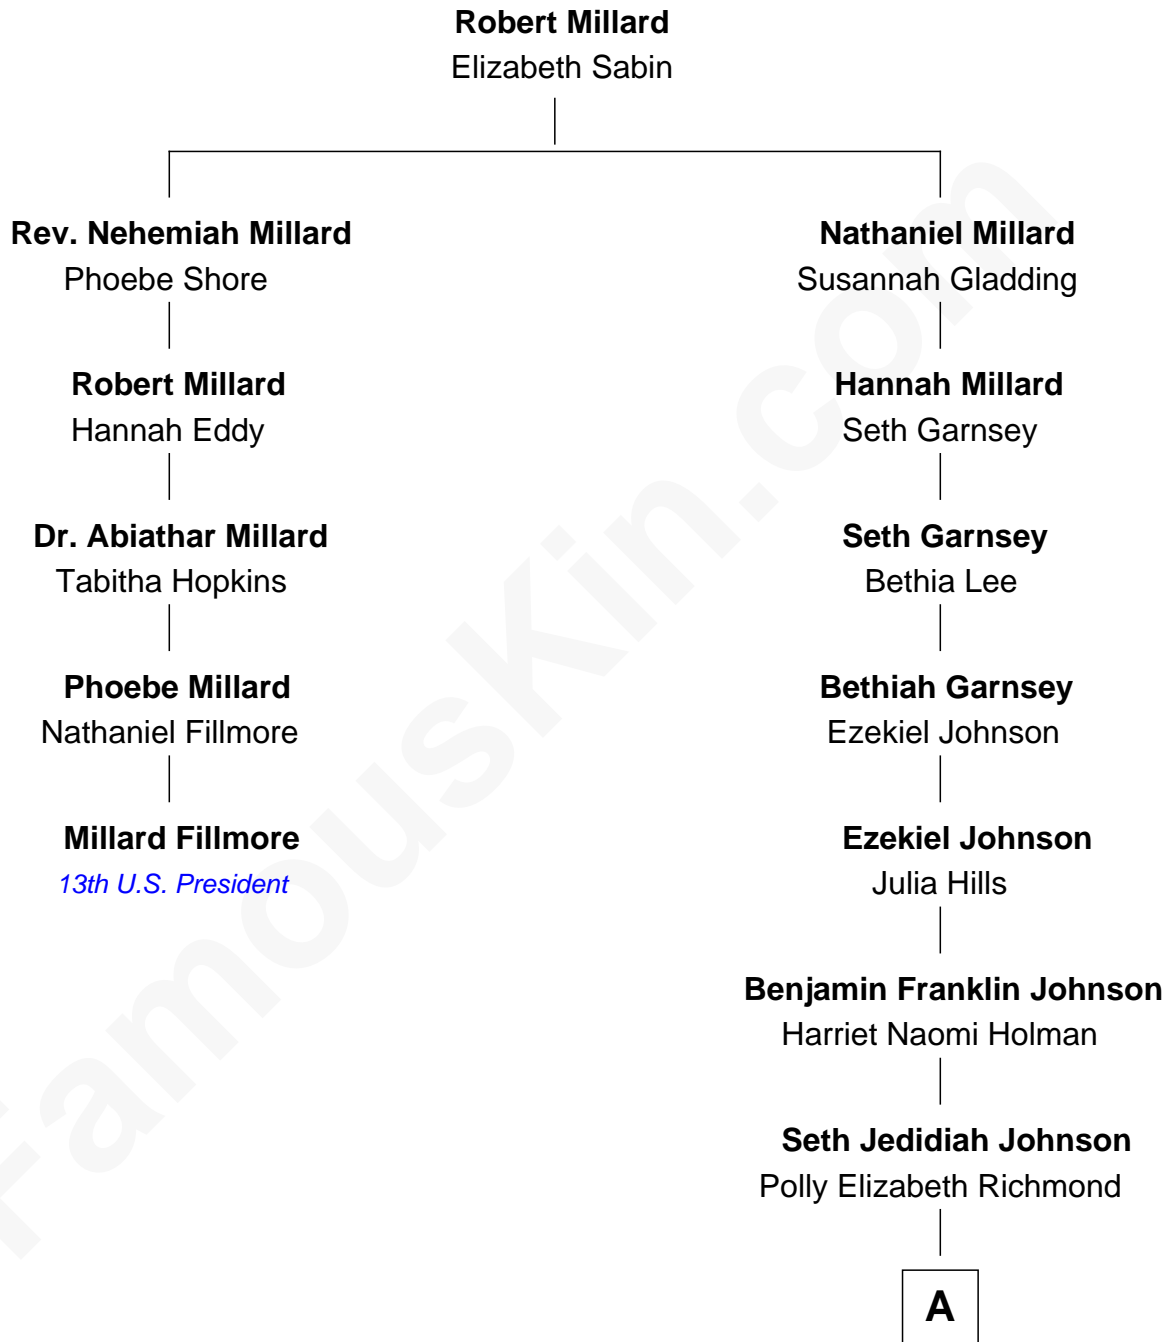 Robert Millard
Elizabeth Sabin
Rev. Nehemiah Millard
Phoebe Shore
Nathaniel Millard
Susannah Gladding
Robert Millard
Hannah Eddy
Hannah Millard
Seth Garnsey
Dr. Abiathar Millard
Tabitha Hopkins
Seth Garnsey
Bethia Lee
Phoebe Millard
Nathaniel Fillmore
Bethiah Garnsey
Ezekiel Johnson
Millard Fillmore
13th U.S. President
Ezekiel Johnson
Julia Hills
Benjamin Franklin Johnson
Harriet Naomi Holman
Seth Jedidiah Johnson
Polly Elizabeth Richmond
A
FamousKin.com